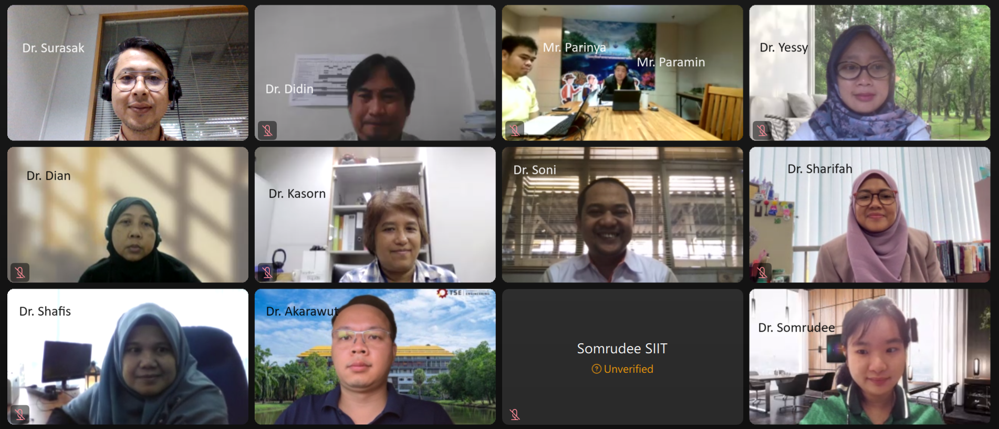 Dr. Surasak
Dr. Didin
Mr. Parinya
Mr. Paramin
Dr. Yessy
Dr. Dian
Dr. Kasorn
Dr. Soni
Dr. Sharifah
Dr. Shafis
Dr. Akarawut
TSE
ENGINEERING
Somrudee SIIT
Unverified
Dr. Somrudee